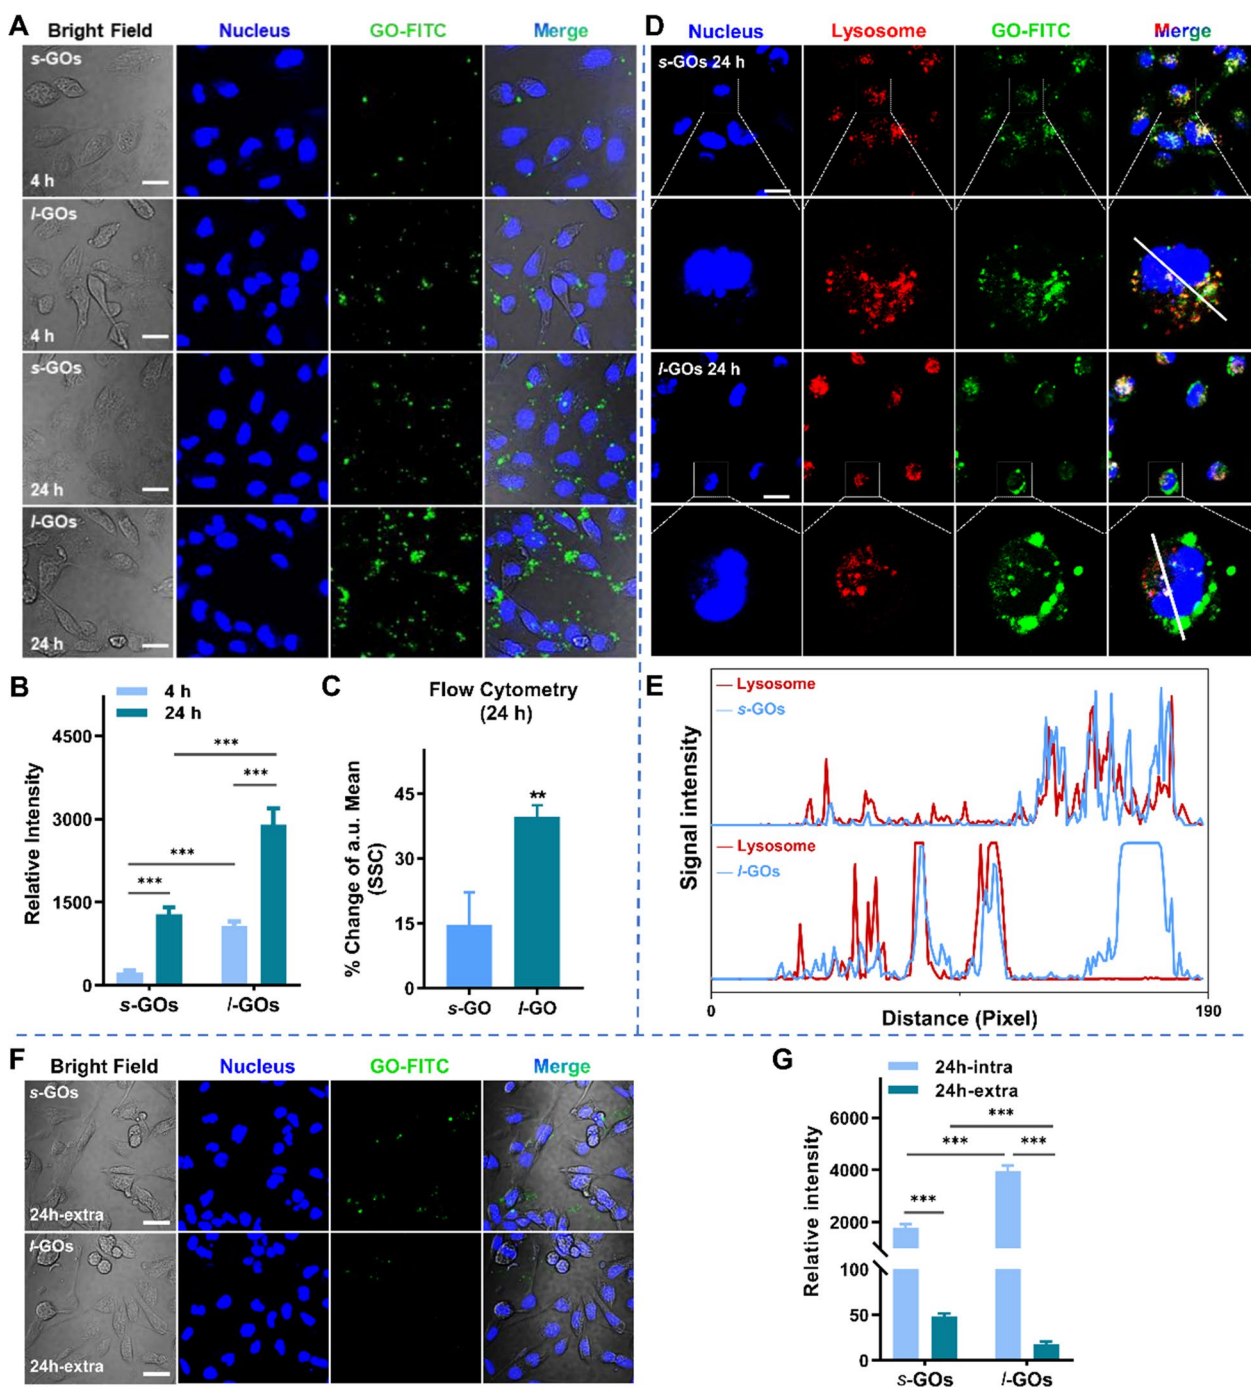 A
Bright Field
Nucleus
GO-FITC
Merge
s-GOs
4 h
l-GOs
4 h
s-GOs
24 h
l-GOs
24 h
D
Nucleus
Lysosome
GO-FITC
Merge
s-GOs 24 h
l-GOs 24 h
B
4 h
24 h
Relative Intensity
4500
3000
1500
0
***
***
***
***
s-GOs
l-GOs
C
Flow Cytometry
(24 h)
% Change of a.u. Mean
(SSC)
45
30
15
0
**
s-GO
l-GO
E
Signal intensity
Lysosome
s-GOs
Lysosome
l-GOs
0
190
Distance (Pixel)
F
Bright Field
Nucleus
GO-FITC
Merge
s-GOs
24h-extra
l-GOs
24h-extra
G
24h-intra
24h-extra
Relative intensity
6000
4000
2000
100
50
0
***
***
***
***
s-GOs
l-GOs